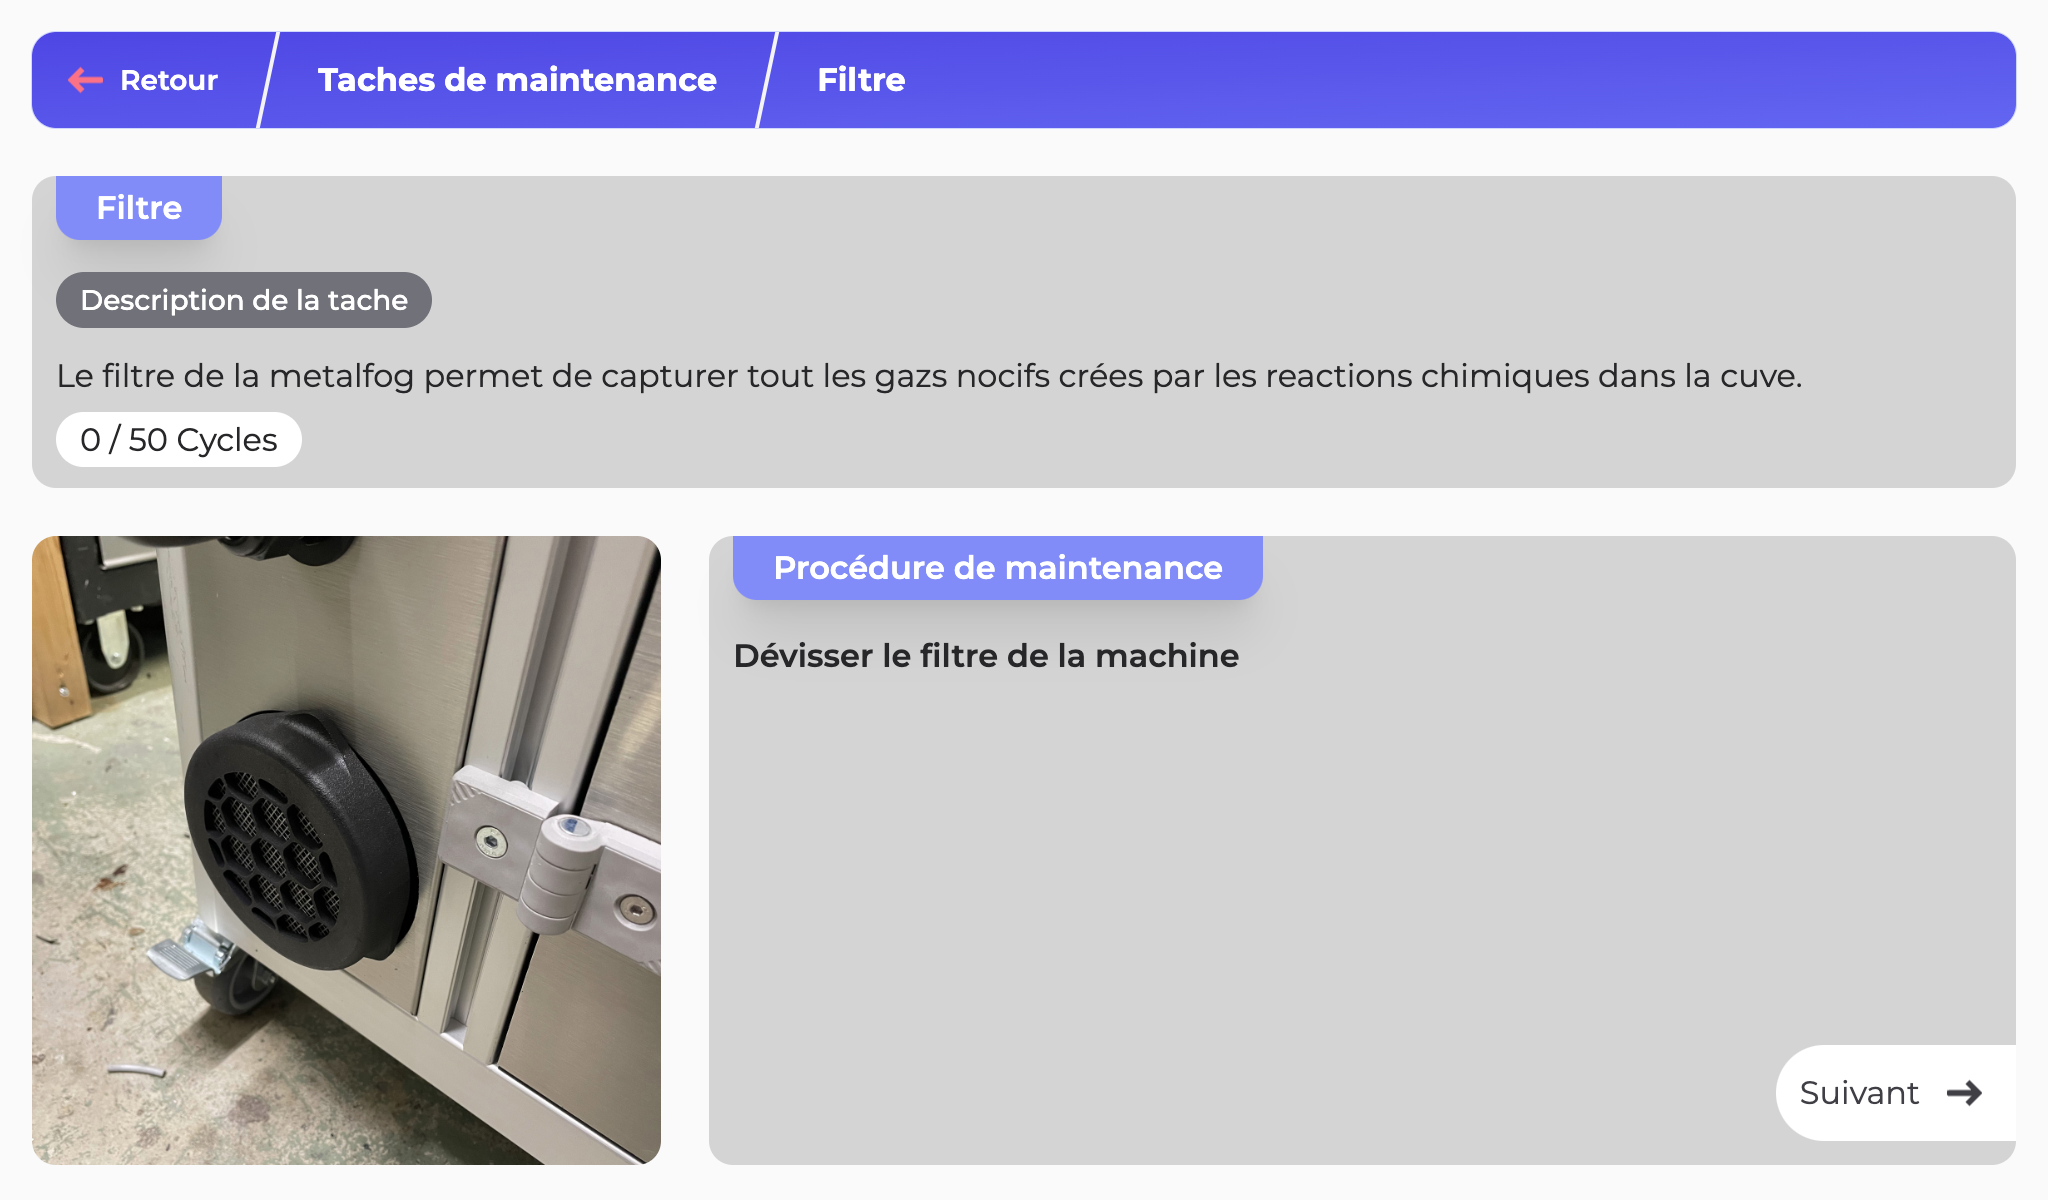 Retour
Taches de maintenance
Filtre
Filtre
Description de la tache
Le filtre de la metalfog permet de capturer tout les gazs nocifs crées par les reactions chimiques dans la cuve.
0 / 50 Cycles
Procédure de maintenance
Dévisser le filtre de la machine
Suivant